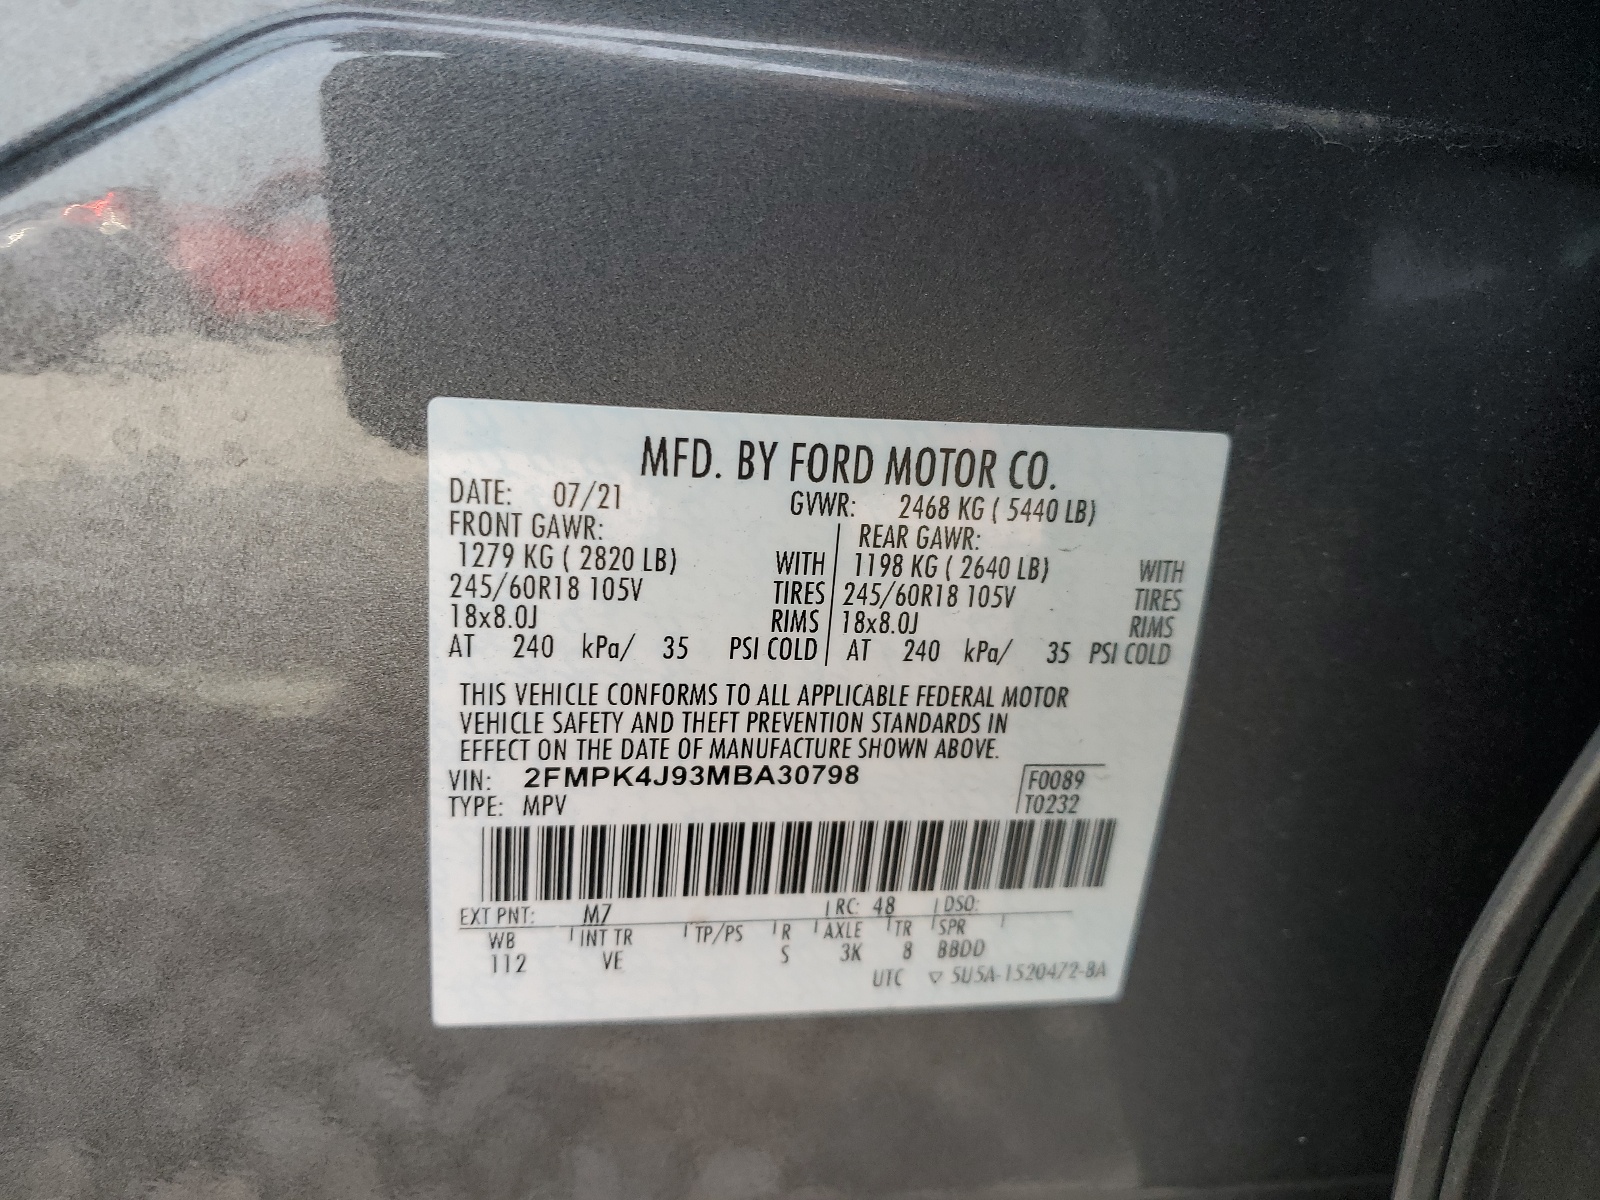 MFD. BY FORD MOTOR CO.
DATE: 07/21 GVWR: 2468 KG ( 5440 LB)
FRONT GAWR: REAR GAWR:
1279 KG ( 2820 LB) WITH 1198 KG ( 2640 LB) WITH
245/60R18 105V TIRES 245/60R18 105V TIRES
18x8.0J RIMS 18x8.0J RIMS
AT 240 kPa/ 35 PSI COLD AT 240 kPa/ 35 PSI COLD
THIS VEHICLE CONFORMS TO ALL APPLICABLE FEDERAL MOTOR
VEHICLE SAFETY AND THEFT PREVENTION STANDARDS IN
EFFECT ON THE DATE OF MANUFACTURE SHOWN ABOVE.
VIN: 2FMPK4J93MBA30798 F0089
TYPE: MPV T0232
EXT PNT: M7 RC: 48 DSO:
WB INT TR TP/PS R AXLE TR SPR
112 VE S 3K 8 BBDD
UTC ▽ 5U5A-1520472-BA